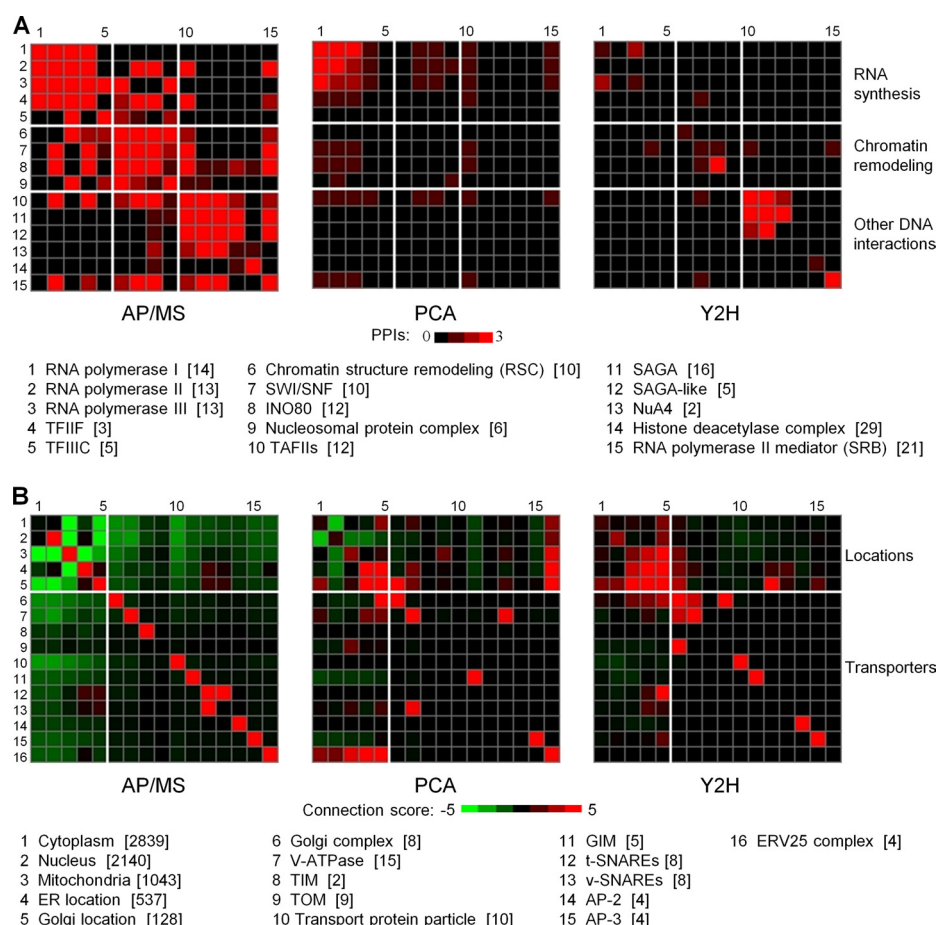 A
1 5 10 15
1 5 10 15
1 5 10 15
1
2
3
4
5
6
7
8
9
10
11
12
13
14
15
RNA
synthesis
Chromatin
remodeling
Other DNA
interactions
AP/MS PCA Y2H
PPIs: 0 3
1 RNA polymerase I [14]
2 RNA polymerase II [13]
3 RNA polymerase III [13]
4 TFIIF [3]
5 TFIIIC [5]
6 Chromatin structure remodeling (RSC) [10]
7 SWI/SNF [10]
8 INO80 [12]
9 Nucleosomal protein complex [6]
10 TAFIIs [12]
11 SAGA [16]
12 SAGA-like [5]
13 NuA4 [2]
14 Histone deacetylase complex [29]
15 RNA polymerase II mediator (SRB) [21]
B
1 5 10 15
1 5 10 15
1 5 10 15
1
2
3
4
5
6
7
8
9
10
11
12
13
14
15
16
Locations
Transporters
AP/MS PCA Y2H
Connection score: -5 5
1 Cytoplasm [2839]
2 Nucleus [2140]
3 Mitochondria [1043]
4 ER location [537]
5 Golgi location [128]
6 Golgi complex [8]
7 V-ATPase [15]
8 TIM [2]
9 TOM [9]
10 Transport protein particle [10]
11 GIM [5]
12 t-SNAREs [8]
13 v-SNAREs [8]
14 AP-2 [4]
15 AP-3 [4]
16 ERV25 complex [4]